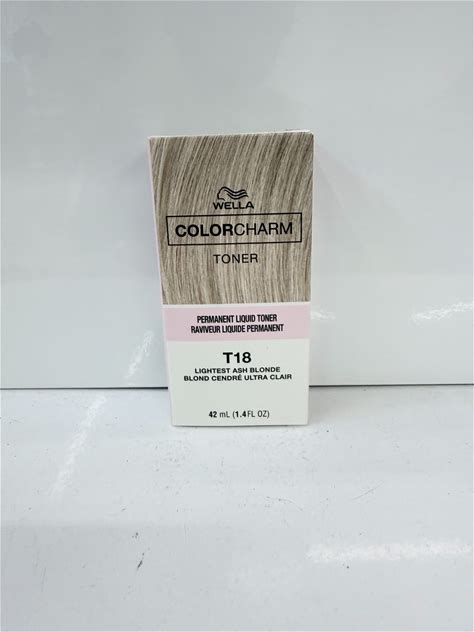 WELLA
COLORCHARM
TONER
PERMANENT LIQUID TONER
RAVIVEUR LIQUIDE PERMANENT
T18
LIGHTEST ASH BLONDE
BLOND CENDRÉ ULTRA CLAIR
42 mL (1.4 FL OZ)